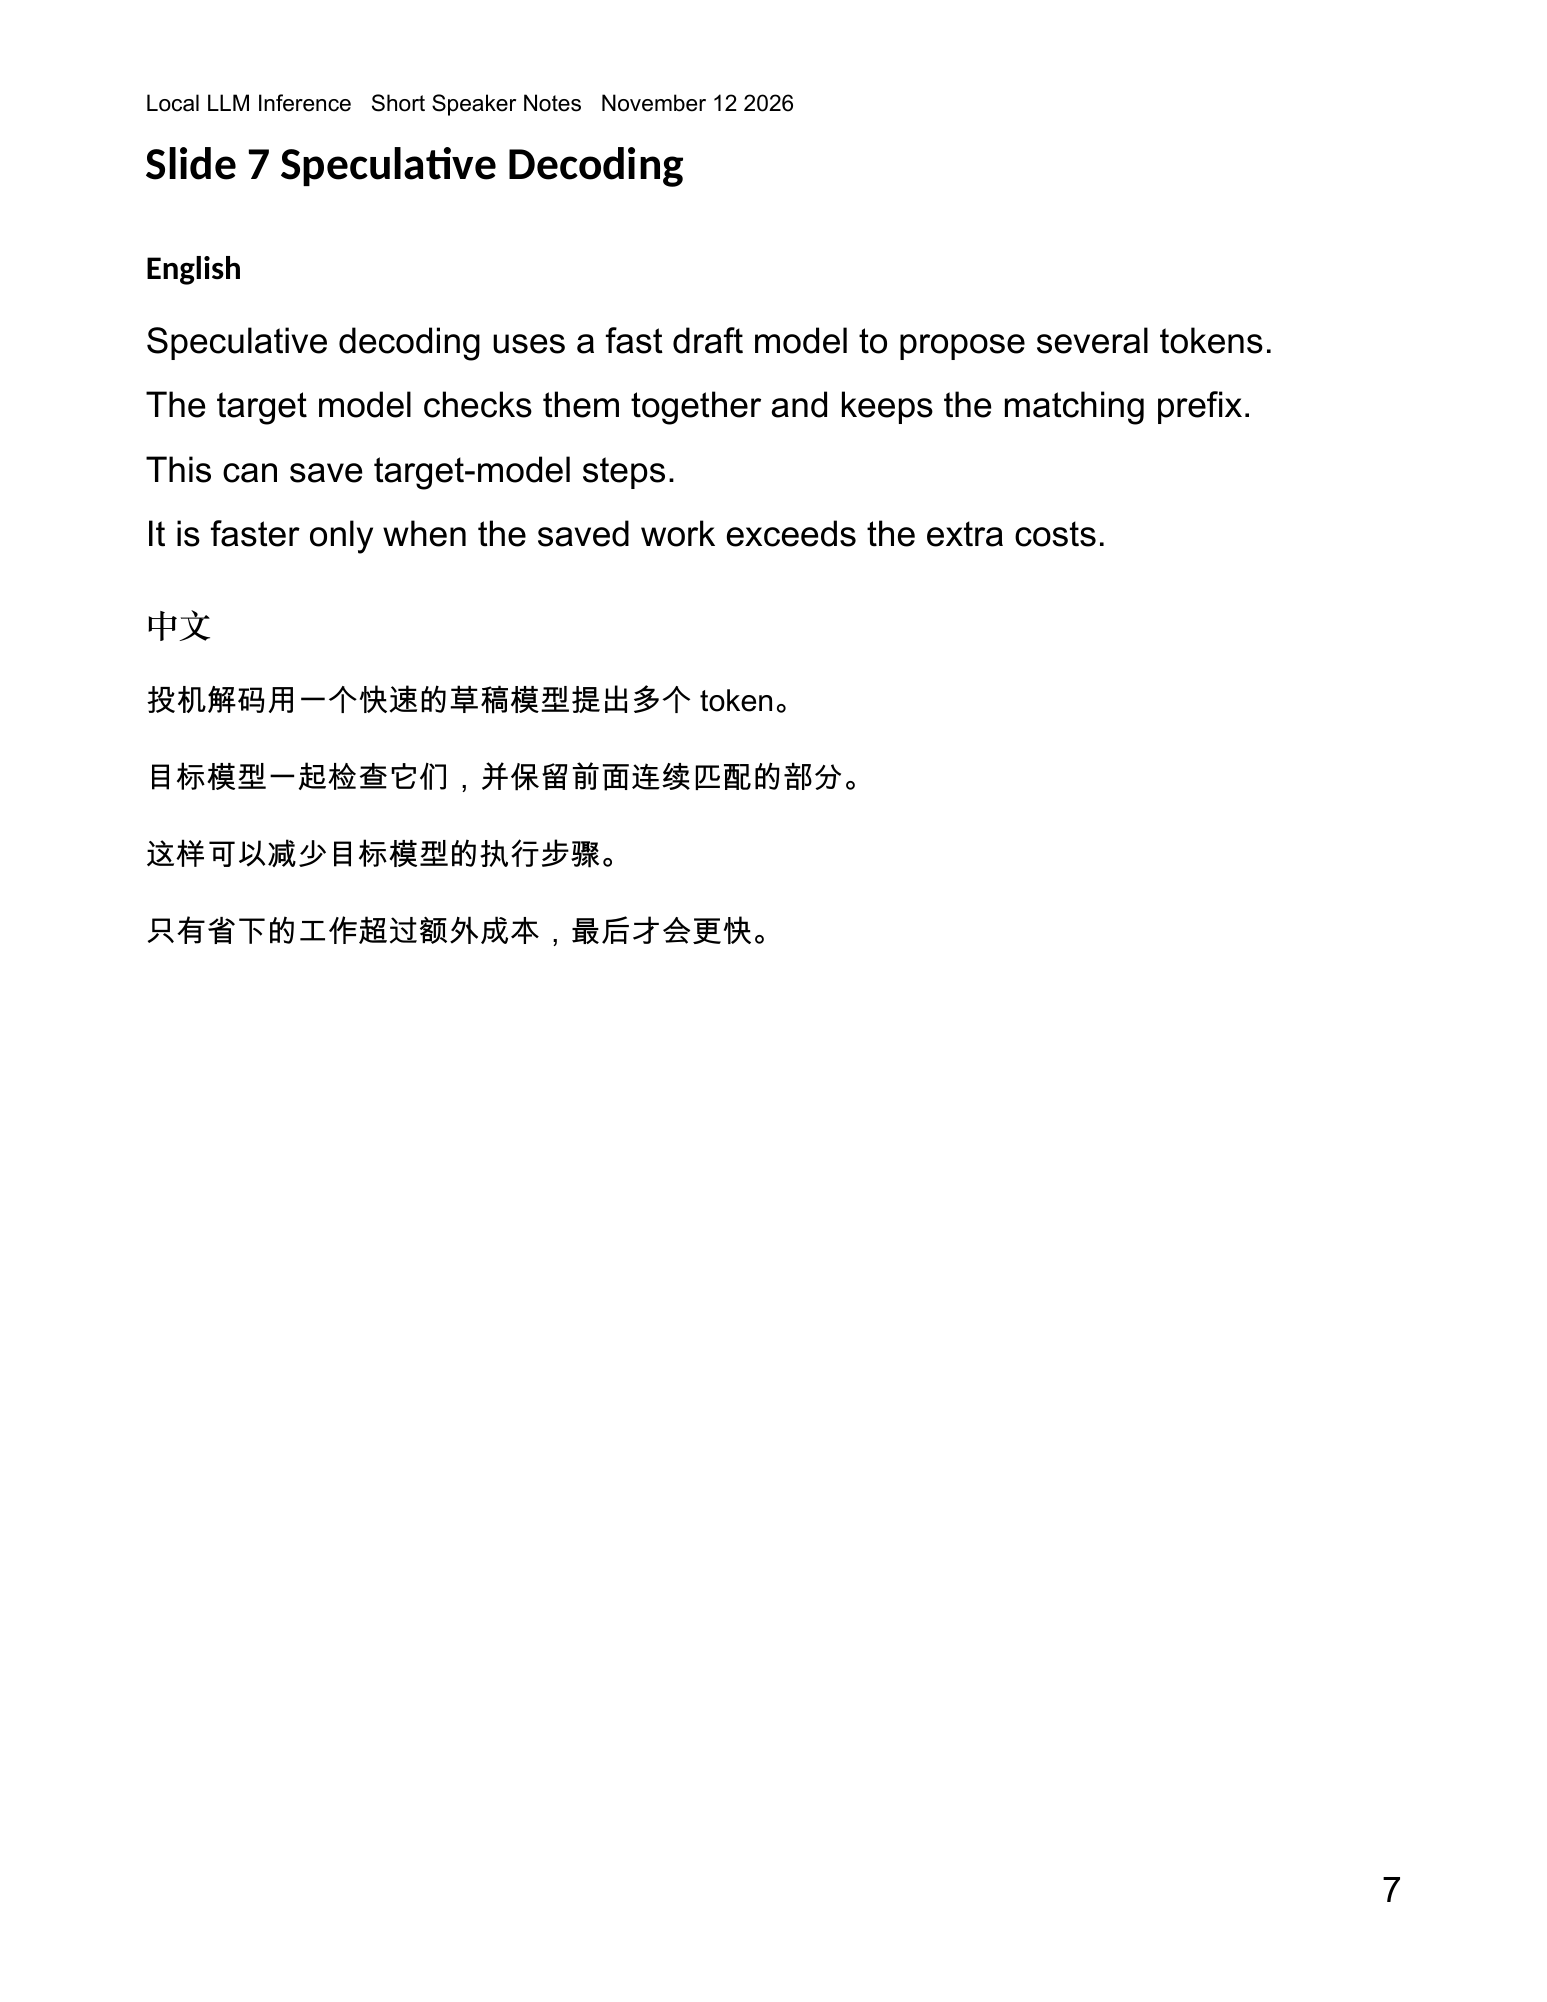 Local LLM Inference   Short Speaker Notes   November 12 2026
Slide 7 Speculative Decoding
English
Speculative decoding uses a fast draft model to propose several tokens.
The target model checks them together and keeps the matching prefix.
This can save target-model steps.
It is faster only when the saved work exceeds the extra costs.
中文
投机解码用一个快速的草稿模型提出多个 token。
目标模型一起检查它们，并保留前面连续匹配的部分。
这样可以减少目标模型的执行步骤。
只有省下的工作超过额外成本，最后才会更快。
7